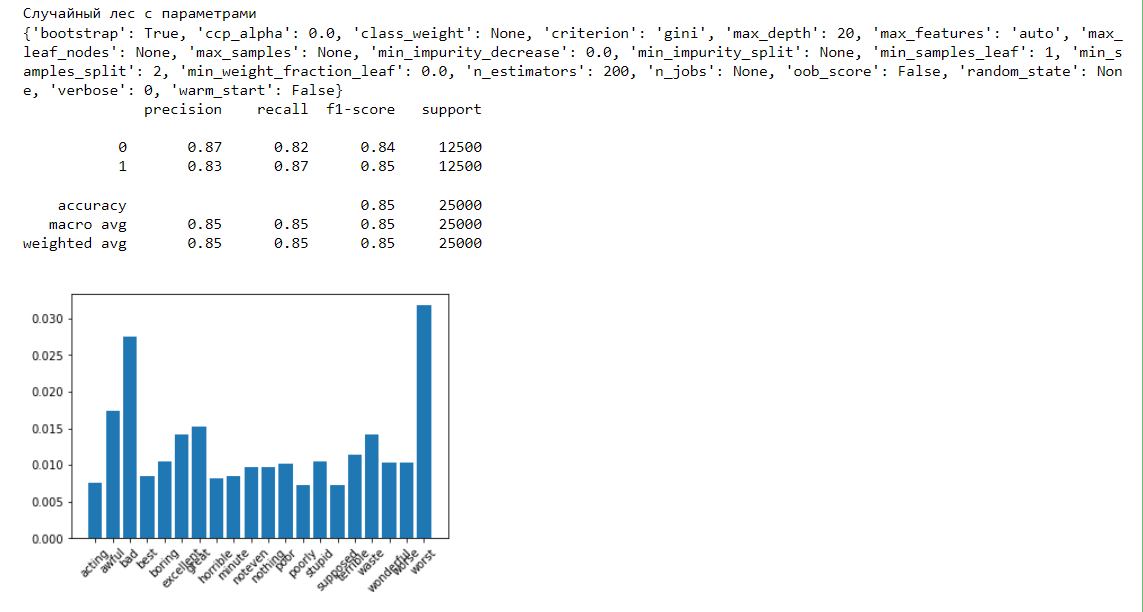 Случайный лес с параметрами
{'bootstrap': True, 'ccp_alpha': 0.0, 'class_weight': None, 'criterion': 'gini', 'max_depth': 20, 'max_features': 'auto', 'max_
leaf_nodes': None, 'max_samples': None, 'min_impurity_decrease': 0.0, 'min_impurity_split': None, 'min_samples_leaf': 1, 'min_s
amples_split': 2, 'min_weight_fraction_leaf': 0.0, 'n_estimators': 200, 'n_jobs': None, 'oob_score': False, 'random_state': Non
e, 'verbose': 0, 'warm_start': False}
precision recall f1-score support
0 0.87 0.82 0.84 12500
1 0.83 0.87 0.85 12500
accuracy 0.85 25000
macro avg 0.85 0.85 0.85 25000
weighted avg 0.85 0.85 0.85 25000
0.030
0.025
0.020
0.015
0.010
0.005
0.000
acting
awful
bad
best
boring
excellent
great
horrible
minute
noteven
nothing
poor
poorly
stupid
supposed
terrible
waste
wonderful
worse
worst